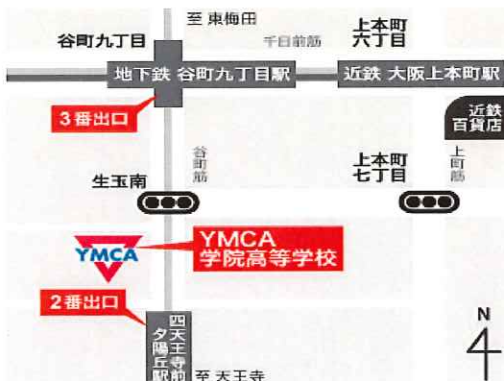 至 東梅田
谷町九丁目
千日前筋
上本町
六丁目
地下鉄 谷町九丁目駅
近鉄 大阪上本町駅
3番出口
近鉄
百貨店
谷町筋
上本町
七丁目
上町筋
生玉南
YMCA
YMCA
学院高等学校
2番出口
四天王寺前
夕陽丘駅
至 天王寺
N